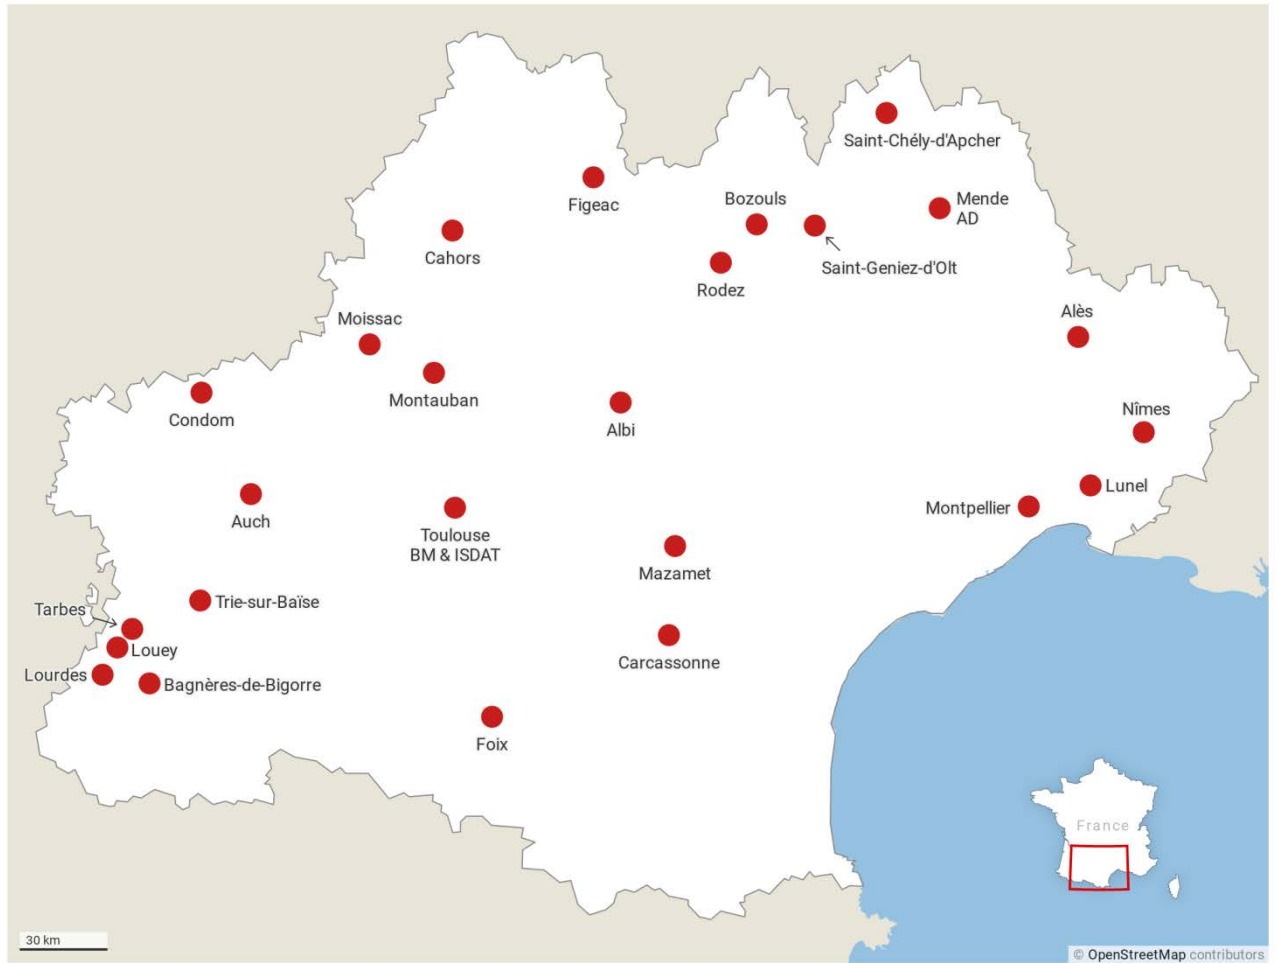 Saint-Chély-d'Apcher
Figeac
Bozouls
Mende
AD
Cahors
Saint-Geniez-d'Olt
Rodez
Moissac
Alès
Montauban
Condom
Albi
Nîmes
Lunel
Montpellier
Auch
Toulouse
BM & ISDAT
Mazamet
Trie-sur-Baïse
Tarbes
Louey
Carcassonne
Lourdes
Bagnères-de-Bigorre
Foix
France
30 km
© OpenStreetMap contributors